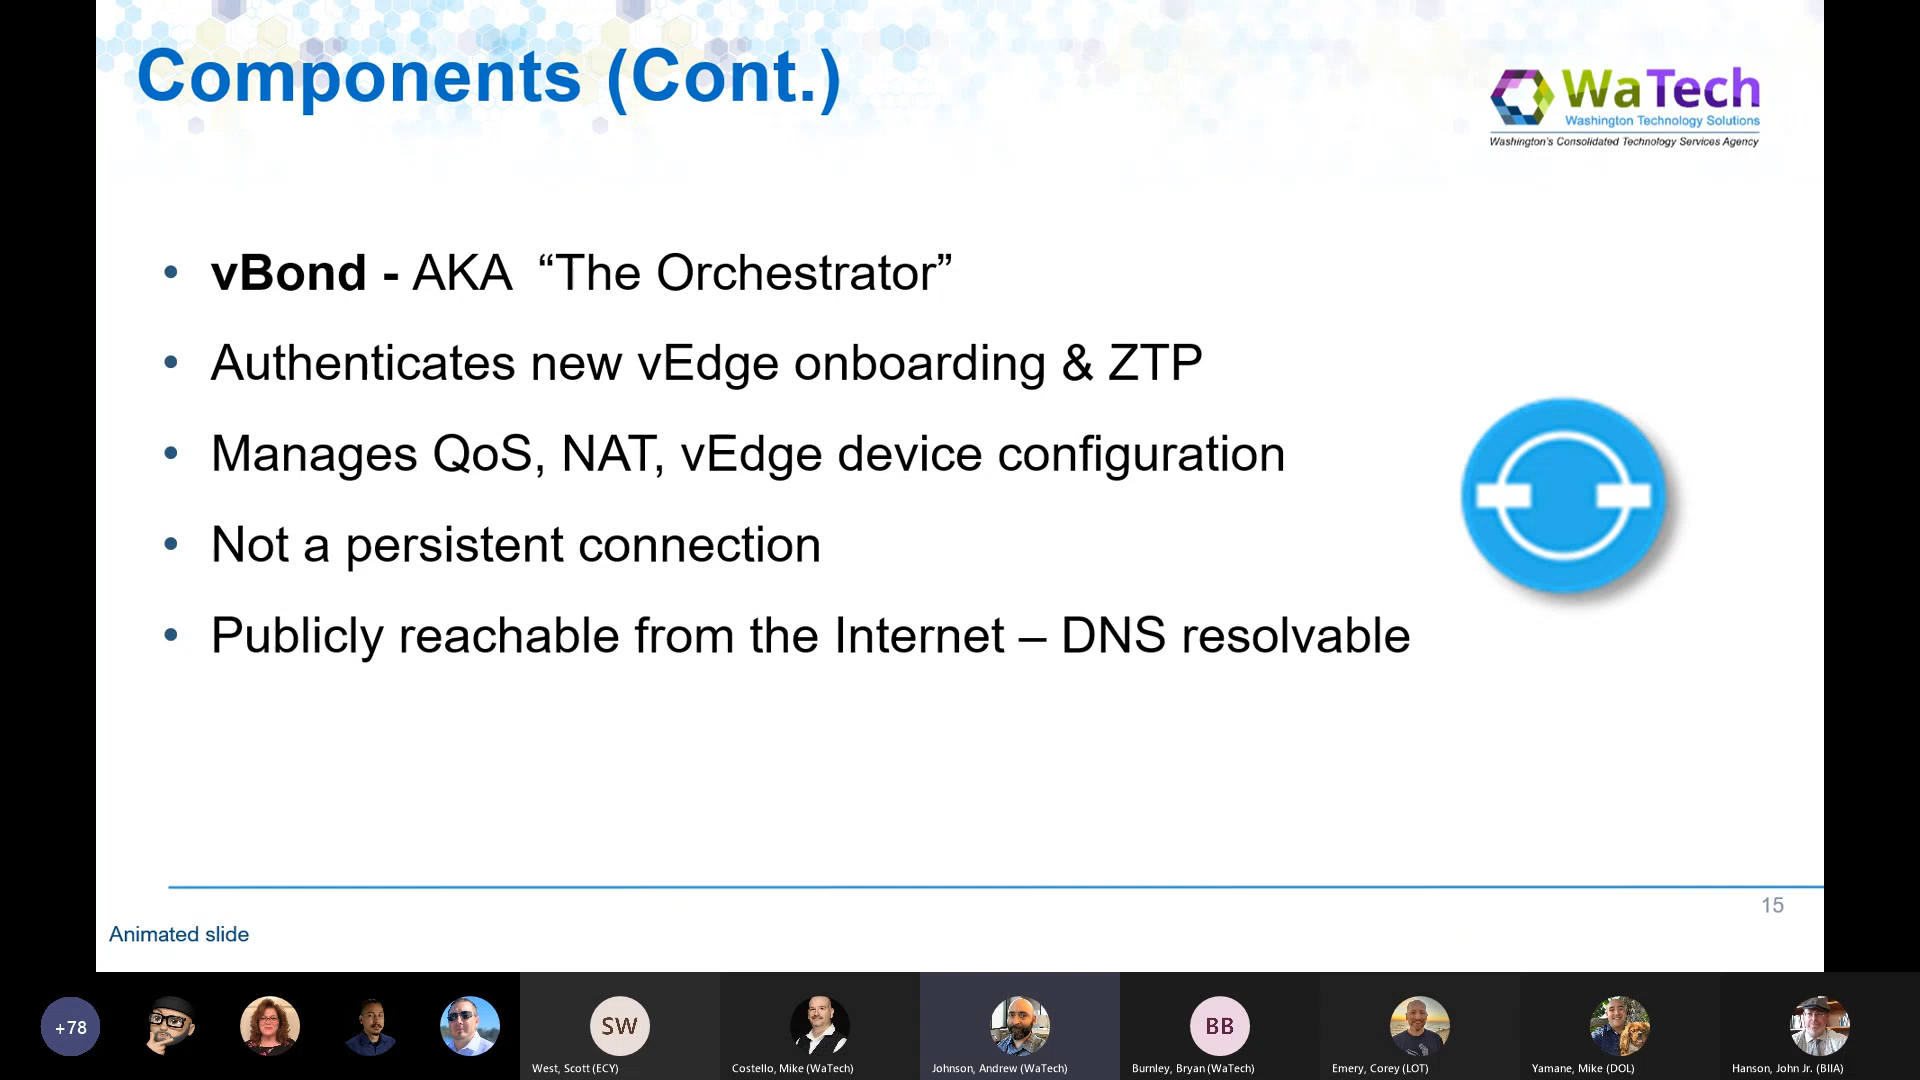 Components (Cont.)
WaTech
Washington Technology Solutions
Washington's Consolidated Technology Services Agency
• vBond - AKA “The Orchestrator”
• Authenticates new vEdge onboarding & ZTP
• Manages QoS, NAT, vEdge device configuration
• Not a persistent connection
• Publicly reachable from the Internet – DNS resolvable
15
Animated slide
+78
SW
BB
West, Scott (ECY)
Costello, Mike (WaTech)
Johnson, Andrew (WaTech)
Burnley, Bryan (WaTech)
Emery, Corey (LOT)
Yamane, Mike (DOL)
Hanson, John Jr. (BIIA)